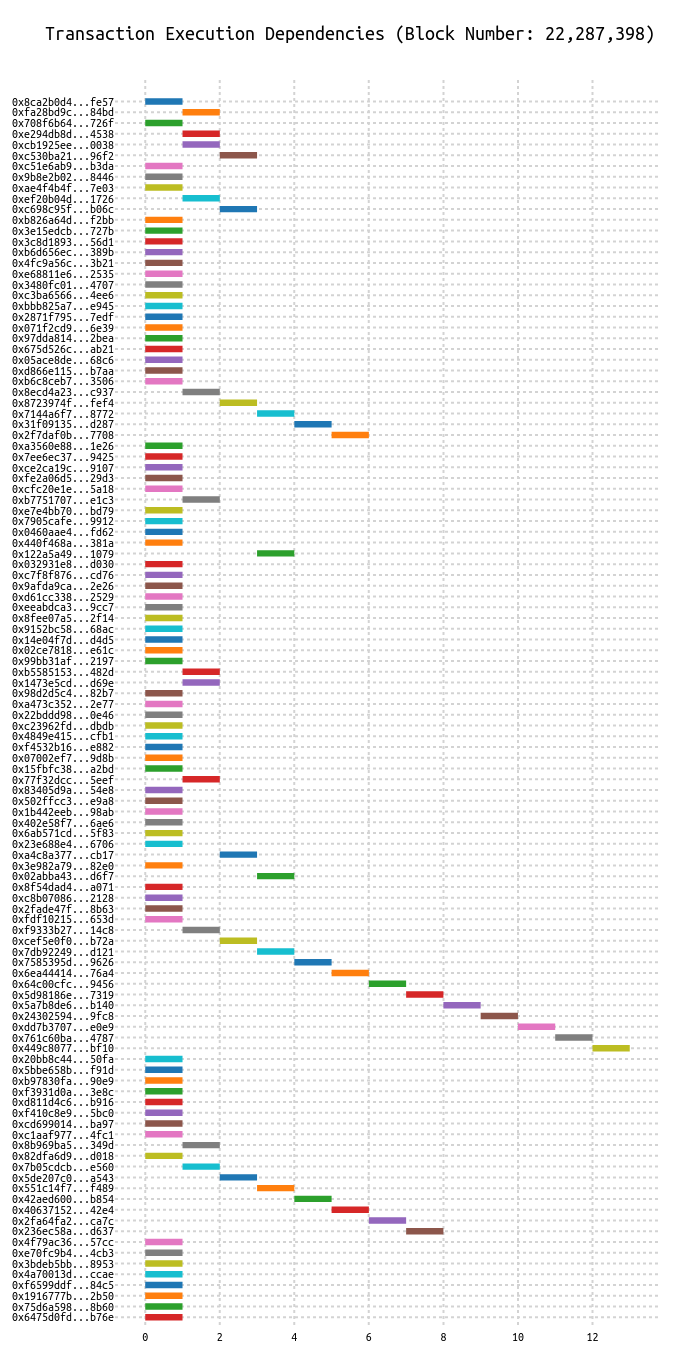 Transaction Execution Dependencies (Block Number: 22,287,398)
0x8ca2b0d4...fe57
0xfa28bd9c...84bd
0x708f6b64...726f
0xe294db8d...4538
0xcb1925ee...0038
0xc530ba21...96f2
0xc51e6ab9...b3da
0x9b8e2b02...8446
0xae4f4b4f...7e03
0xef20b04d...1726
0xc698c95f...b06c
0xb826a64d...f2bb
0x3e15edcb...727b
0x3c8d1893...56d1
0xb6d656ec...389b
0x4fc9a56c...3b21
0xe68811e6...2535
0x3480fc01...4707
0xc3ba6566...4ee6
0xbbb825a7...e945
0x2871f795...7edf
0x071f2cd9...6e39
0x97dda814...2bea
0x675d526c...ab21
0x05ace8de...68c6
0xd866e115...b7aa
0xb6c8ceb7...3506
0x8ecd4a23...c937
0x8723974f...fef4
0x7144a6f7...8772
0x31f09135...d287
0x2f7daf0b...7708
0xa3560e88...1e26
0x7ee6ec37...9425
0xce2ca19c...9107
0xfe2a06d5...29d3
0xcfc20e1e...5a18
0xb7751707...e1c3
0xe7e4bb70...bd79
0x7905cafe...9912
0x0460aae4...fd62
0x440f468a...381a
0x122a5a49...1079
0x032931e8...d030
0xc7f8f876...cd76
0x9afda9ca...2e26
0xd61cc338...2529
0xeeabdca3...9cc7
0x8fee07a5...2f14
0x9152bc58...68ac
0x14e04f7d...d4d5
0x02ce7818...e61c
0x99bb31af...2197
0xb5585153...482d
0x1473e5cd...d69e
0x98d2d5c4...82b7
0xa473c352...2e77
0x22bddd98...0e46
0xc23962fd...dbdb
0x4849e415...cfb1
0xf4532b16...e882
0x07002ef7...9d8b
0x15fbfc38...a2bd
0x77f32dcc...5eef
0x83405d9a...54e8
0x502ffcc3...e9a8
0x1b442eeb...98ab
0x402e58f7...6ae6
0x6ab571cd...5f83
0x23e688e4...6706
0xa4c8a377...cb17
0x3e982a79...82e0
0x02abba43...d6f7
0x8f54dad4...a071
0xc8b07086...2128
0x2fade47f...8b63
0xfdf10215...653d
0xf9333b27...14c8
0xcef5e0f0...b72a
0x7db92249...d121
0x7585395d...9626
0x6ea44414...76a4
0x64c00cfc...9456
0x5d98186e...7319
0x5a7b8de6...b140
0x24302594...9fc8
0xdd7b3707...e0e9
0x761c60ba...4787
0x449c8077...bf10
0x20bb8c44...50fa
0x5bbe658b...f91d
0xb97830fa...90e9
0xf3931d0a...3e8c
0xd811d4c6...b916
0xf410c8e9...5bc0
0xcd699014...ba97
0xc1aaf977...4fc1
0x8b969ba5...349d
0x82dfa6d9...d018
0x7b05cdcb...e560
0x5de207c0...a543
0x551c14f7...f489
0x42aed600...b854
0x40637152...42e4
0x2fa64fa2...ca7c
0x236ec58a...d637
0x4f79ac36...57cc
0xe70fc9b4...4cb3
0x3bdeb5bb...8953
0x4a70013d...ccae
0xf6599ddf...84c5
0x1916777b...2b50
0x75d6a598...8b60
0x6475d0fd...b76e
0 2 4 6 8 10 12